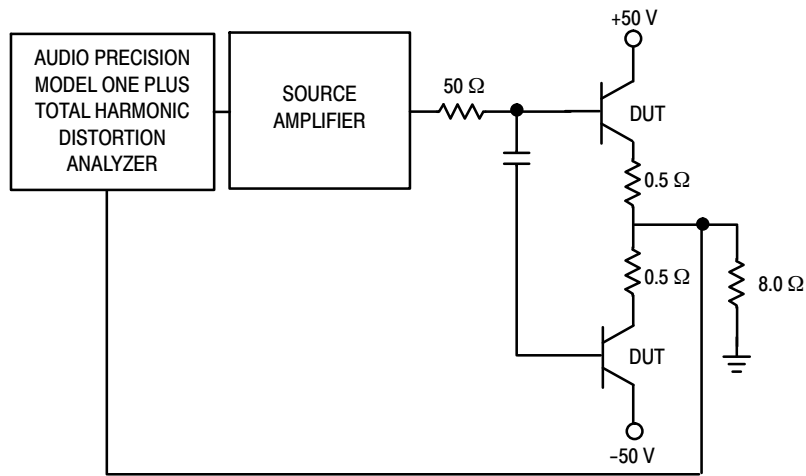 AUDIO PRECISION
MODEL ONE PLUS
TOTAL HARMONIC
DISTORTION
ANALYZER
SOURCE
AMPLIFIER
50 Ω
+50 V
DUT
0.5 Ω
0.5 Ω
8.0 Ω
DUT
–50 V